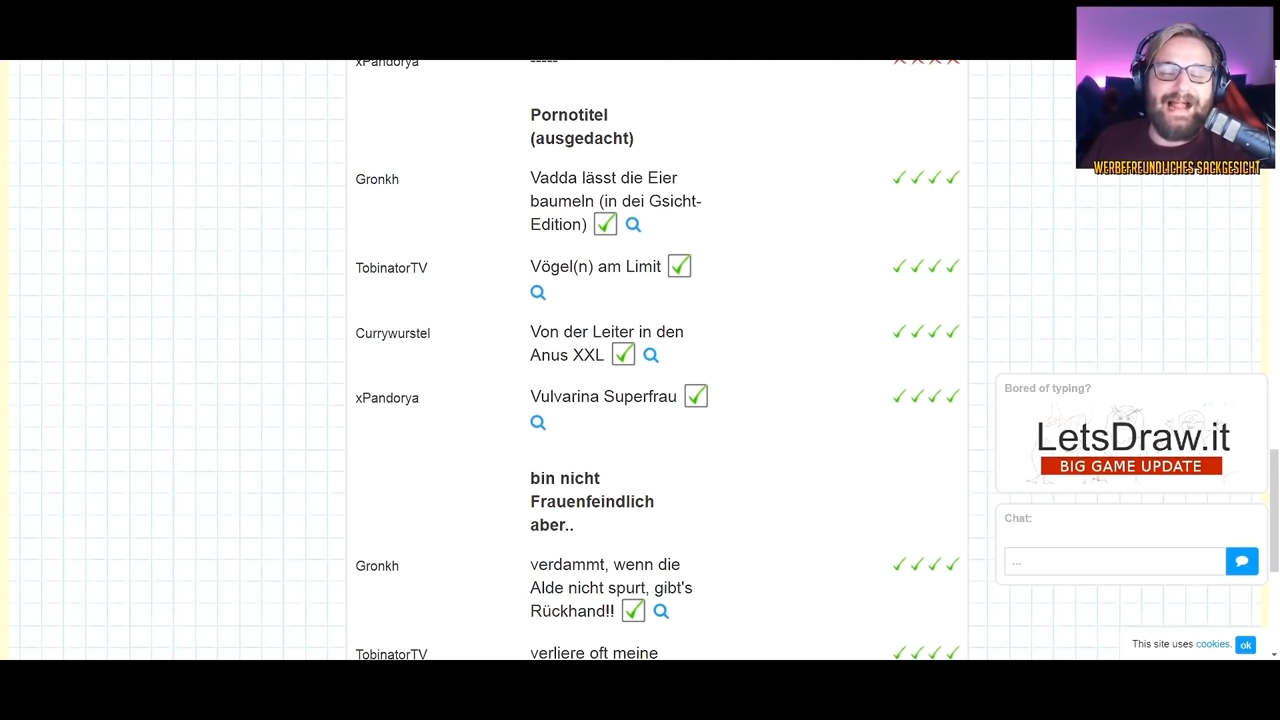 xPandorya
-----
Pornotitel
(ausgedacht)
Gronkh
Vadda lässt die Eier
baumeln (in dei Gsicht-
Edition)
TobinatorTV
Vögel(n) am Limit
Currywurstel
Von der Leiter in den
Anus XXL
xPandorya
Vulvarina Superfrau
bin nicht
Frauenfeindlich
aber..
Gronkh
verdammt, wenn die
Alde nicht spurt, gibt's
Rückhand!!
TobinatorTV
verliere oft meine
WERBEFREUNDLICHES SACKGESICHT
Bored of typing?
LetsDraw.it
BIG GAME UPDATE
Chat:
...
This site uses cookies.
ok